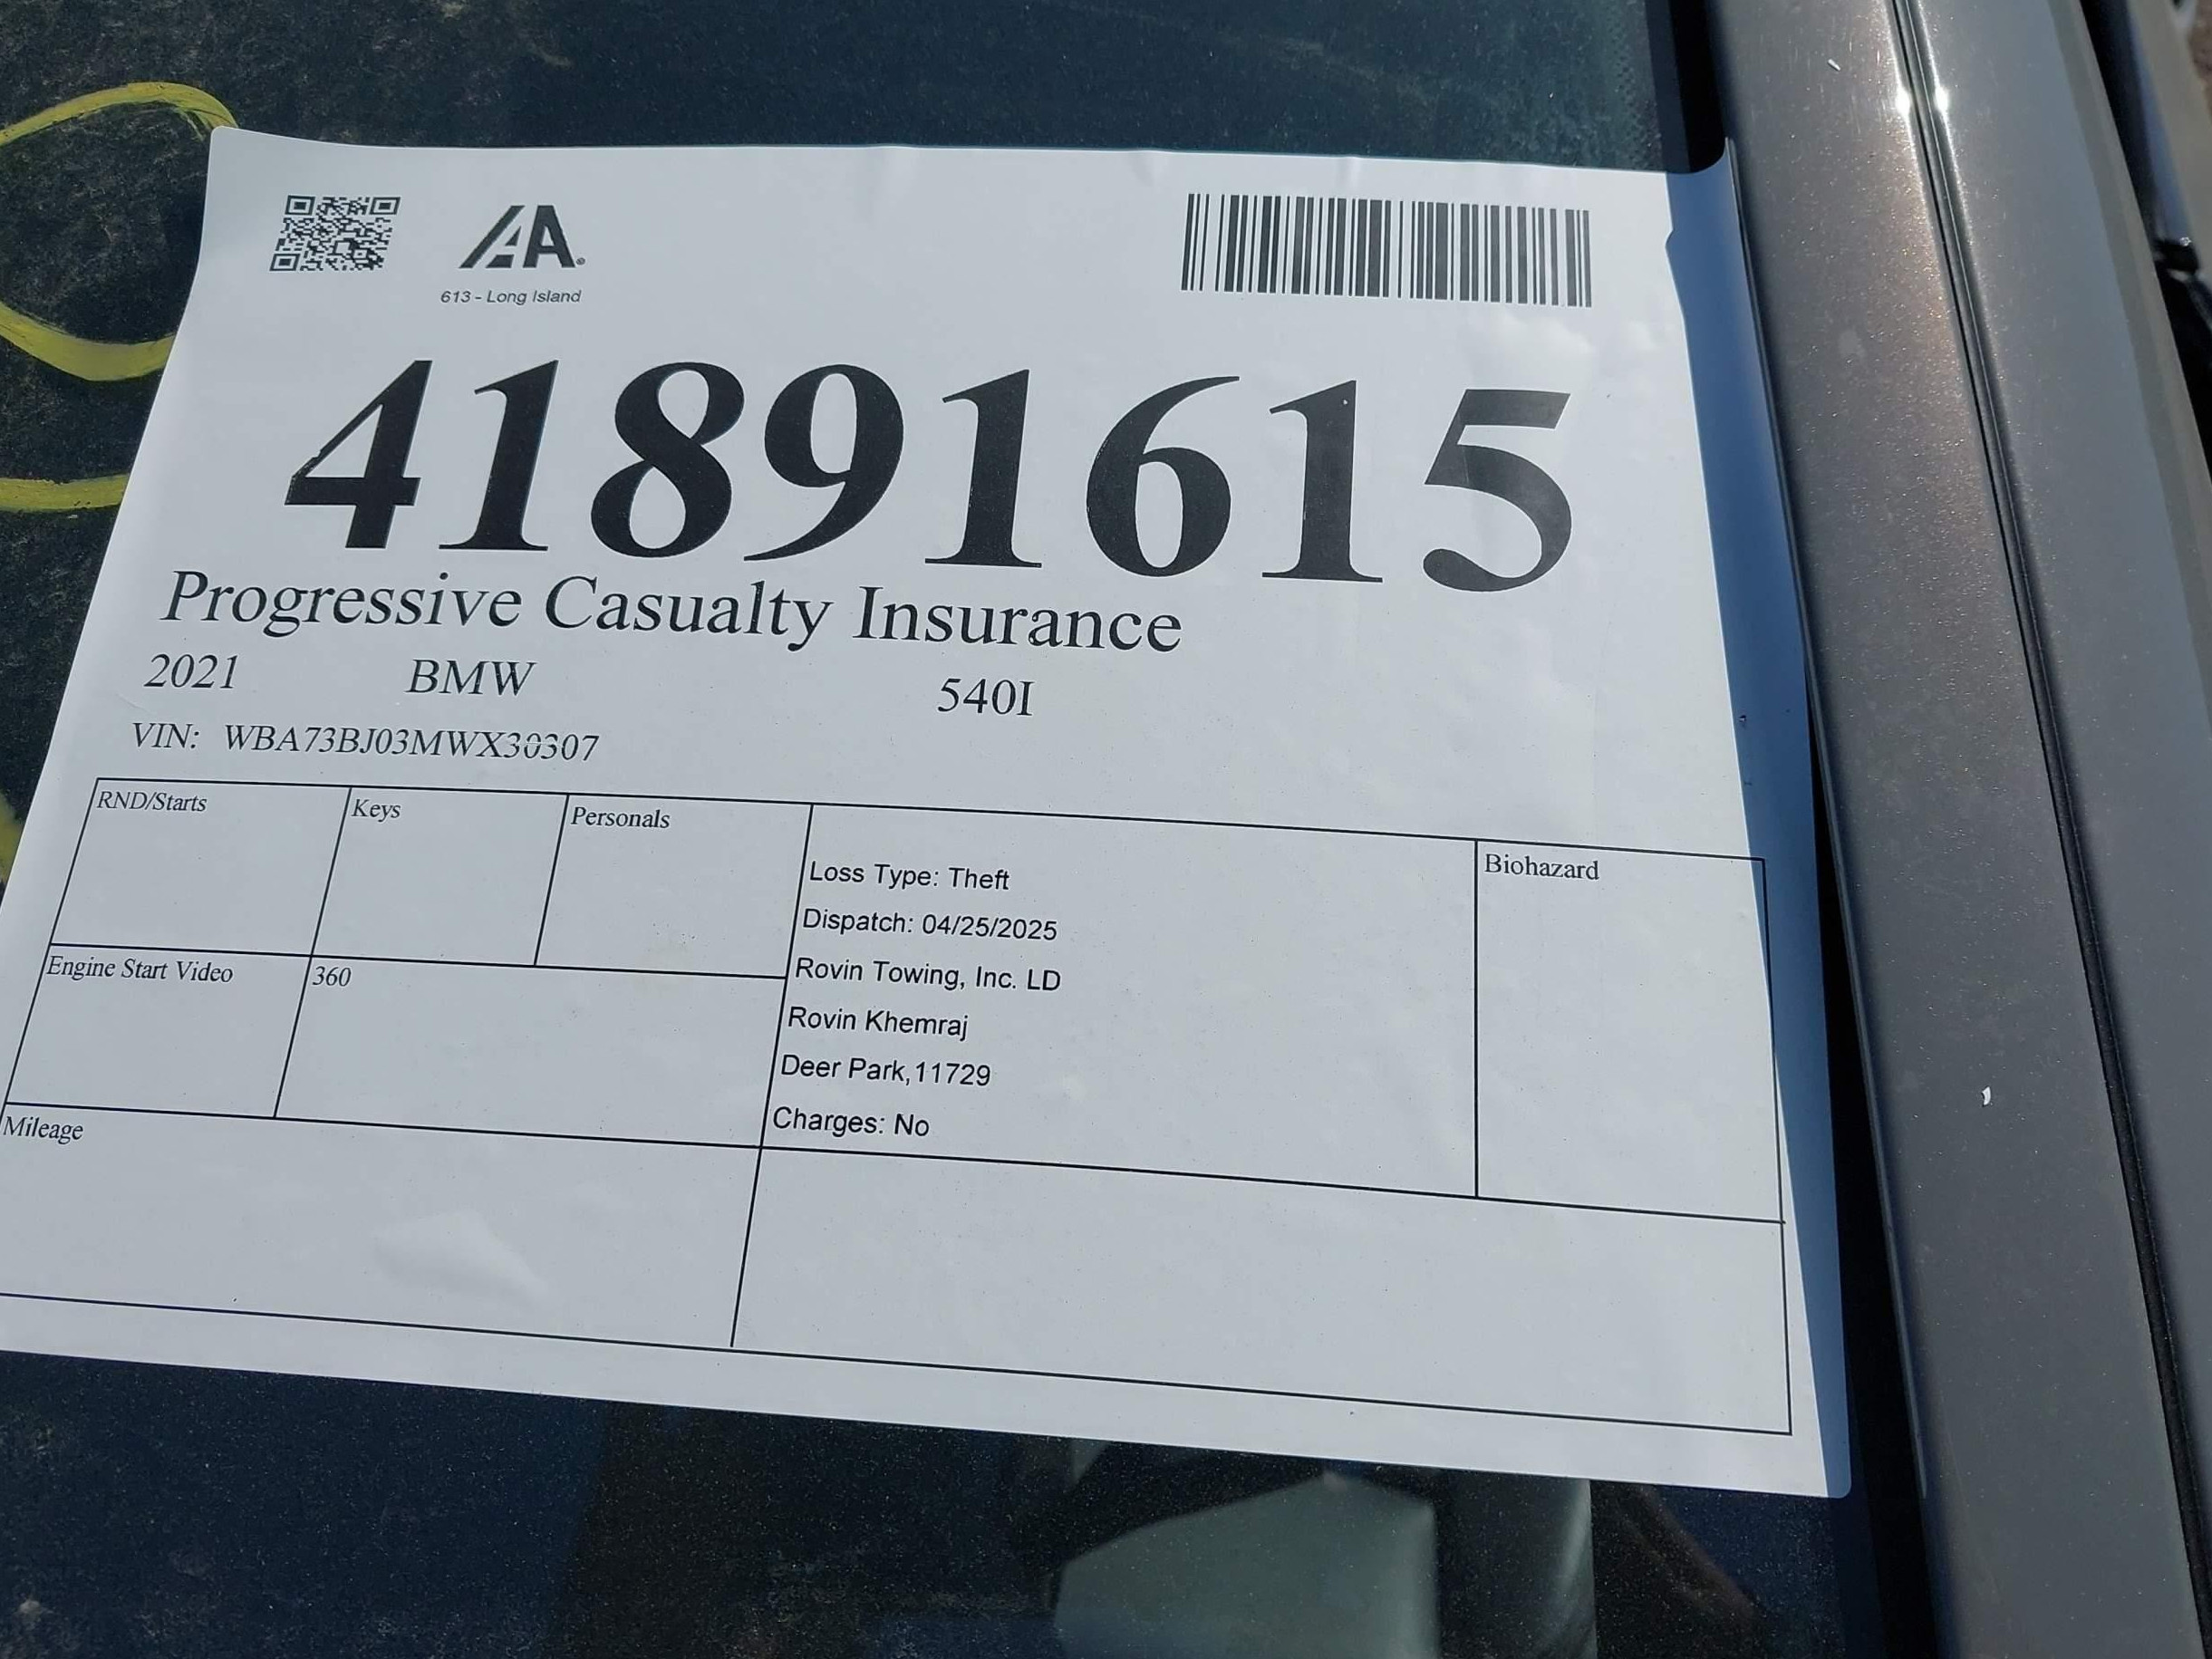 IAA
613 - Long Island
41891615
Progressive Casualty Insurance
2021 BMW 540I
VIN: WBA73BJ03MWX30307
RND/Starts Keys Personals
Loss Type: Theft
Dispatch: 04/25/2025
Rovin Towing, Inc. LD
Rovin Khemraj
Deer Park,11729
Charges: No
Biohazard
Engine Start Video 360
Mileage